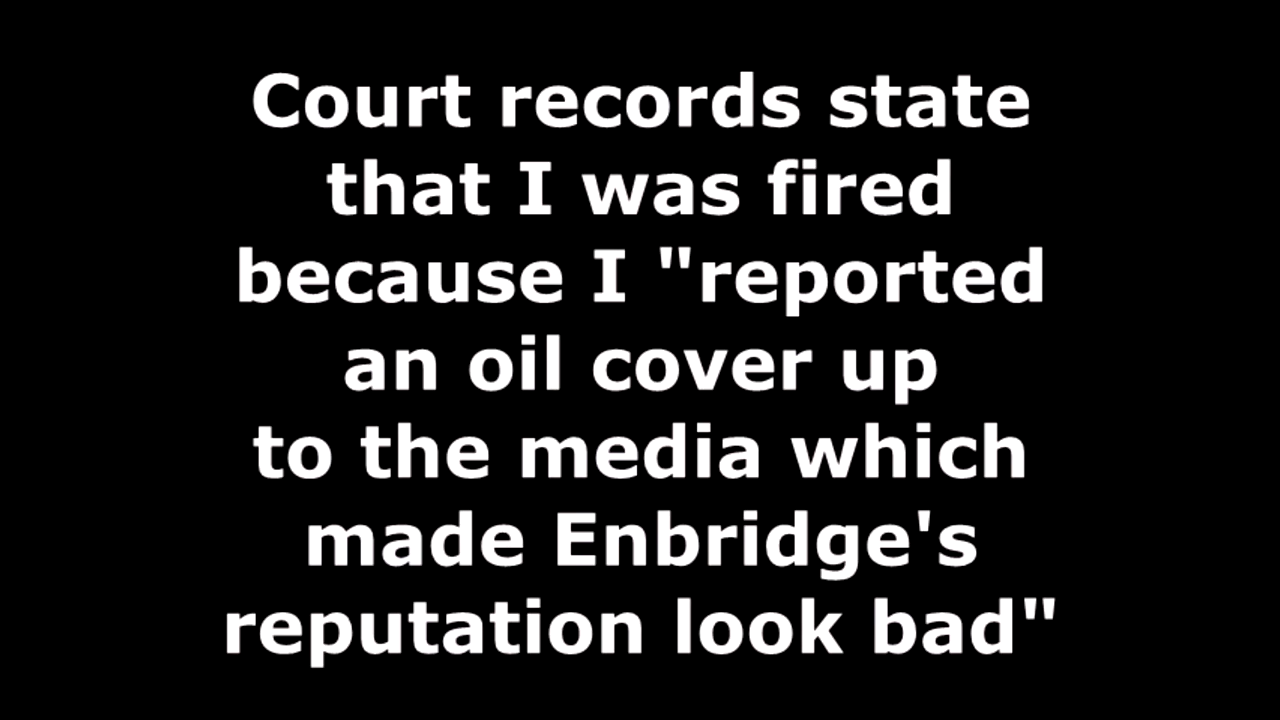 Court records state
that I was fired
because I "reported
an oil cover up
to the media which
made Enbridge's
reputation look bad"